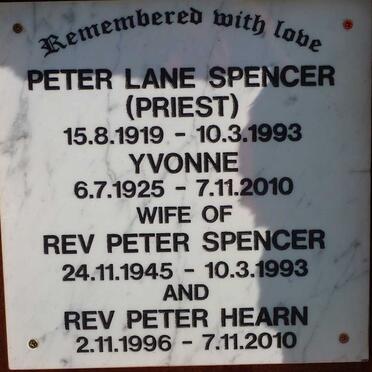 Remembered with love
PETER LANE SPENCER
(PRIEST)
15.8.1919 - 10.3.1993
YVONNE
6.7.1925 - 7.11.2010
WIFE OF
REV PETER SPENCER
24.11.1945 - 10.3.1993
AND
REV PETER HEARN
2.11.1996 - 7.11.2010